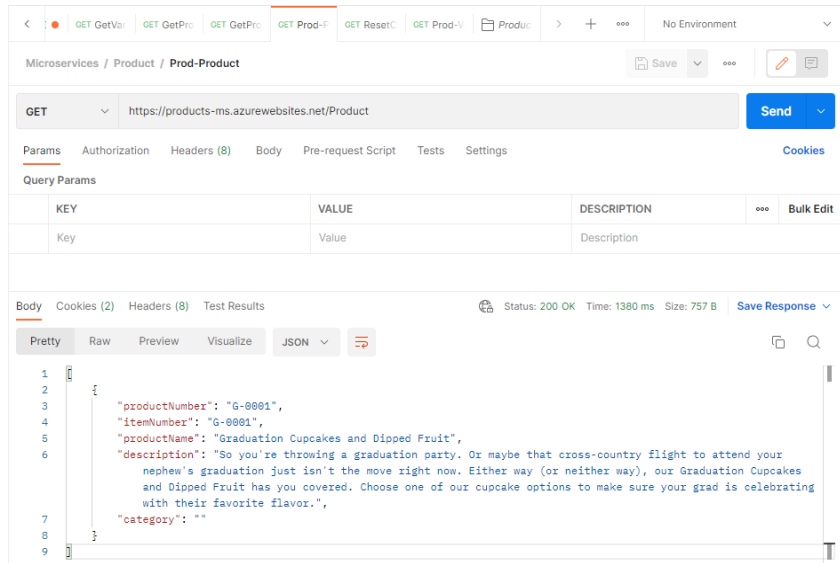 GET GetVar GET GetPro GET GetPro GET Prod-P GET ResetC GET Prod-V Produc No Environment
Microservices / Product / Prod-Product Save
GET https://products-ms.azurewebsites.net/Product Send
Params Authorization Headers (8) Body Pre-request Script Tests Settings Cookies
Query Params
KEY VALUE DESCRIPTION Bulk Edit
Key Value Description
Body Cookies (2) Headers (8) Test Results Status: 200 OK Time: 1380 ms Size: 757 B Save Response
Pretty Raw Preview Visualize JSON
1 [
2 {
3 "productNumber": "G-0001",
4 "itemNumber": "G-0001",
5 "productName": "Graduation Cupcakes and Dipped Fruit",
6 "description": "So you're throwing a graduation party. Or maybe that cross-country flight to attend your
nephew's graduation just isn't the move right now. Either way (or neither way), our Graduation Cupcakes
and Dipped Fruit has you covered. Choose one of our cupcake options to make sure your grad is celebrating
with their favorite flavor.",
7 "category": ""
8 }
9 ]